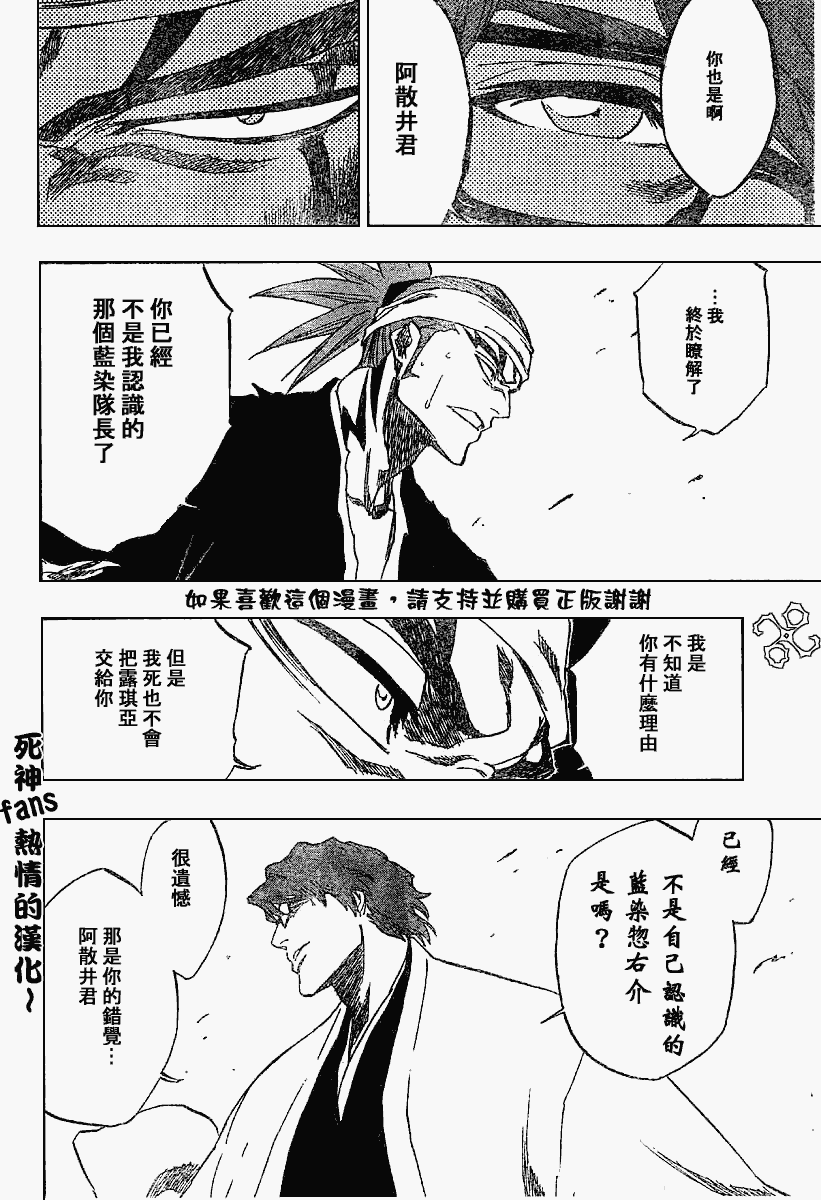 你也是啊
阿散井君
…我
終於瞭解了
你已經
不是我認識的
那個藍染隊長了
如果喜歡這個漫畫，請支持並購買正版謝謝
我是
不知道
你有什麼理由
但是
我死也不會
把露琪亞
交給你
死神fans熱情的漢化～
已經
不是自己認識的
藍染惣右介
是嗎？
很遺憾
那是你的錯覺…
阿散井君